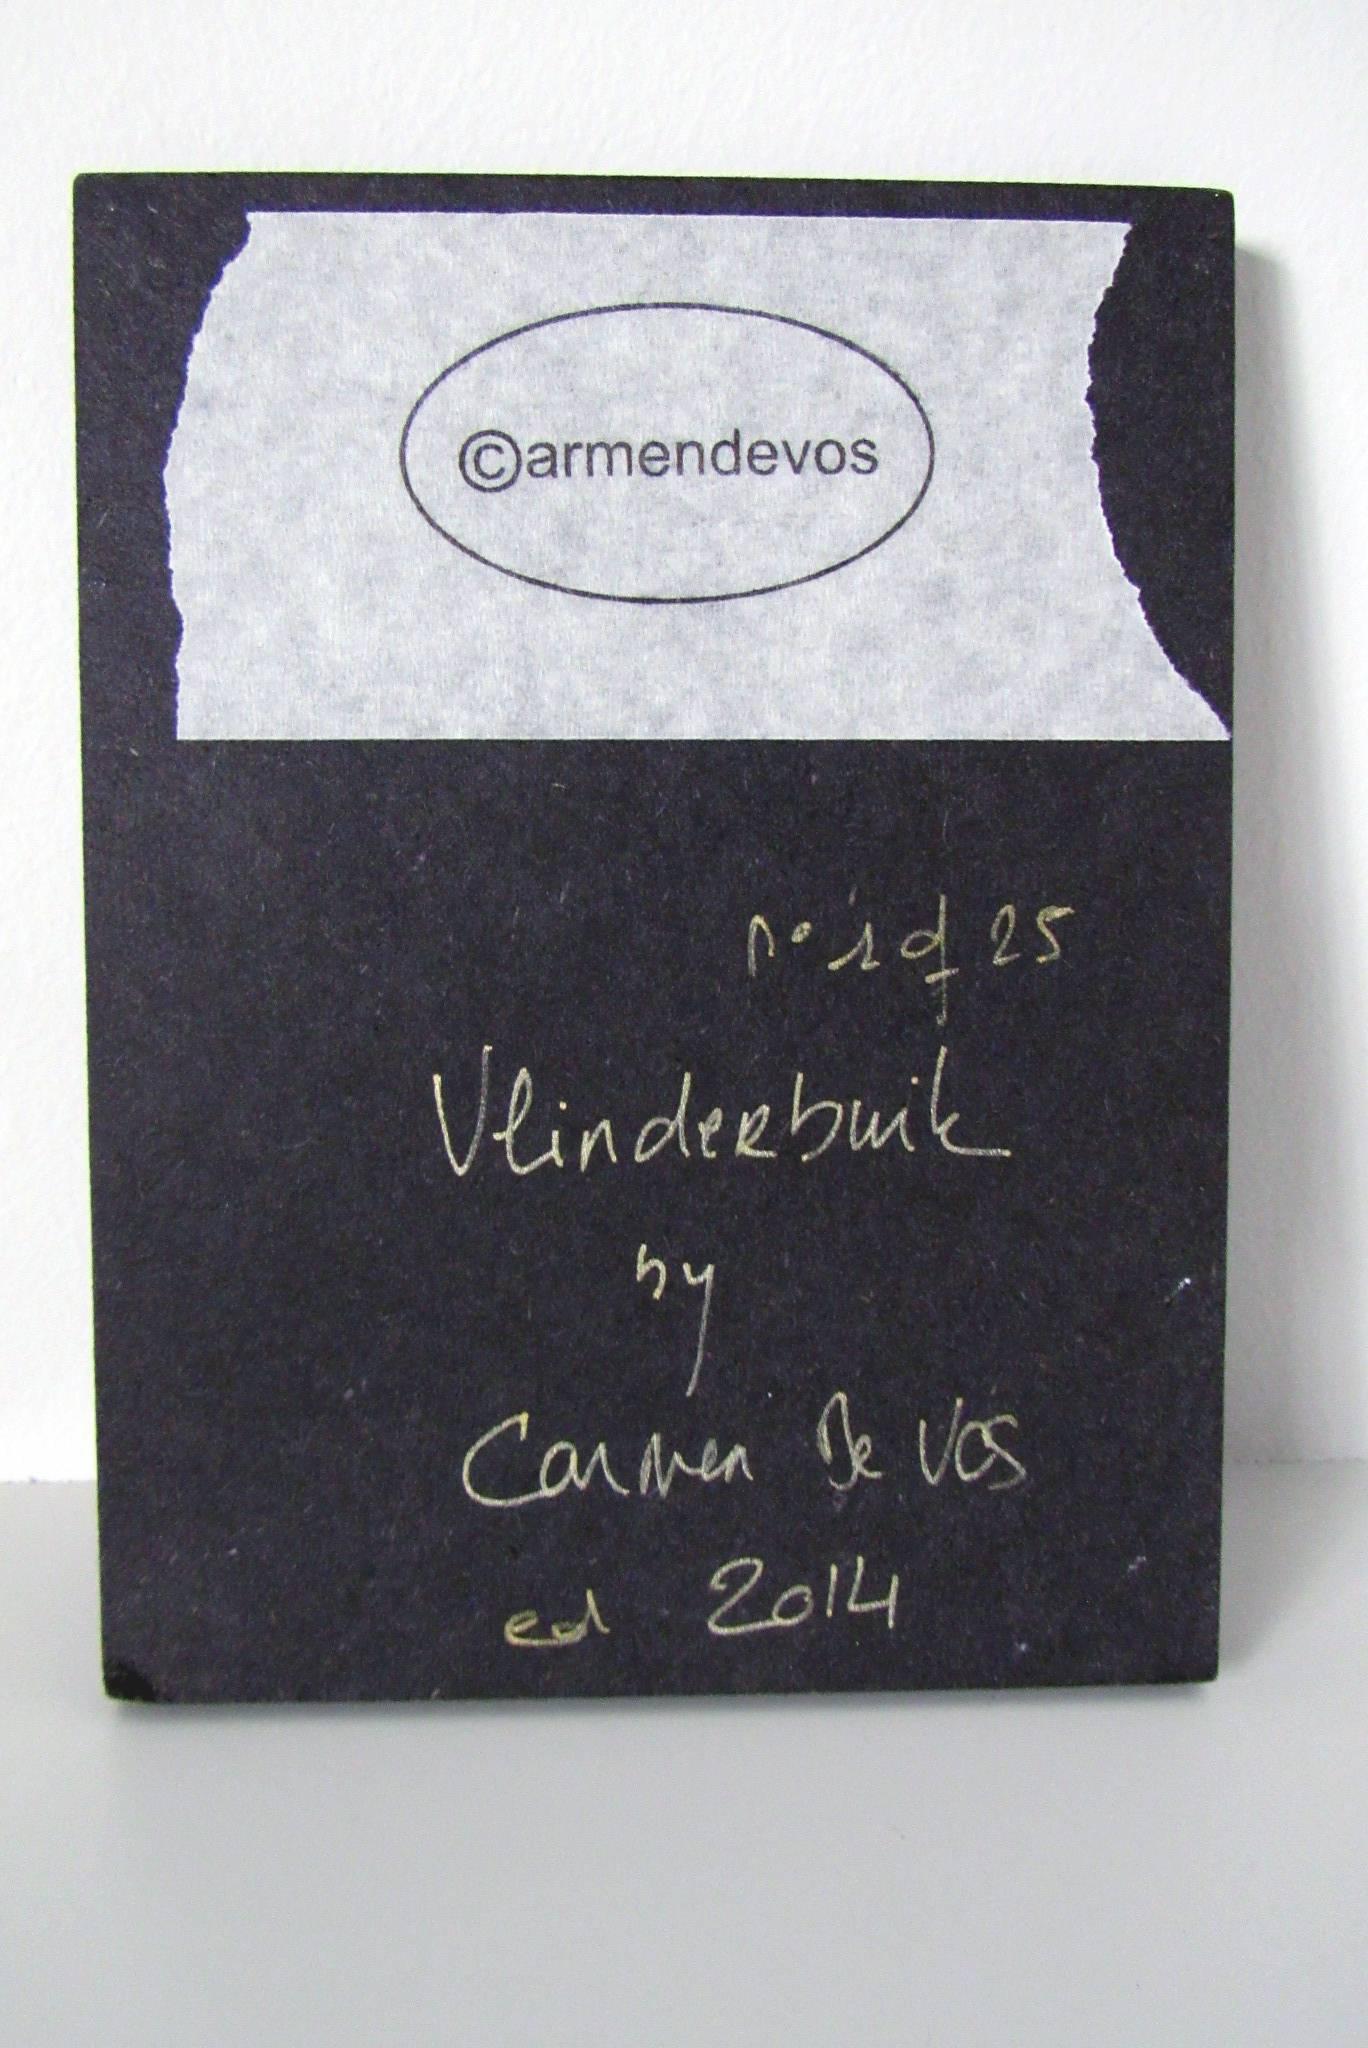 ©armendevos
n° 1 of 25
Vlinderbuik
by
Carmen De Vos
ed 2014